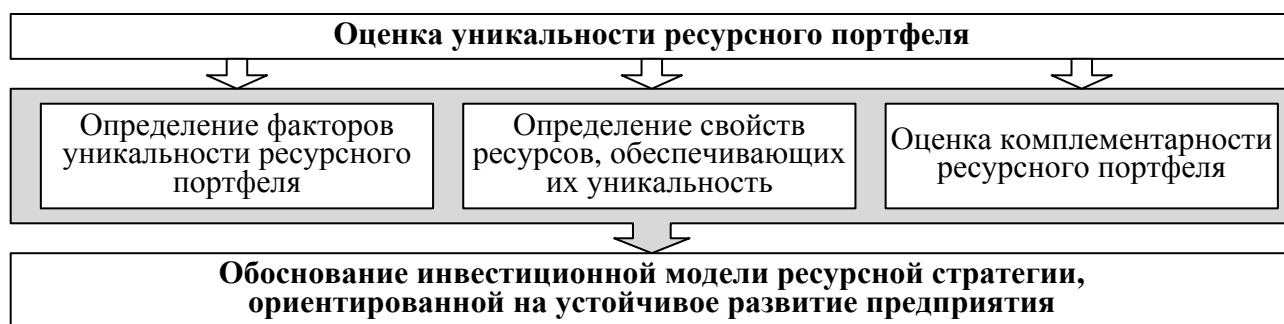 Оценка уникальности ресурсного портфеля
Определение факторов
уникальности ресурсного
портфеля
Определение свойств
ресурсов, обеспечивающих
их уникальность
Оценка комплементарности
ресурсного портфеля
Обоснование инвестиционной модели ресурсной стратегии,
ориентированной на устойчивое развитие предприятия